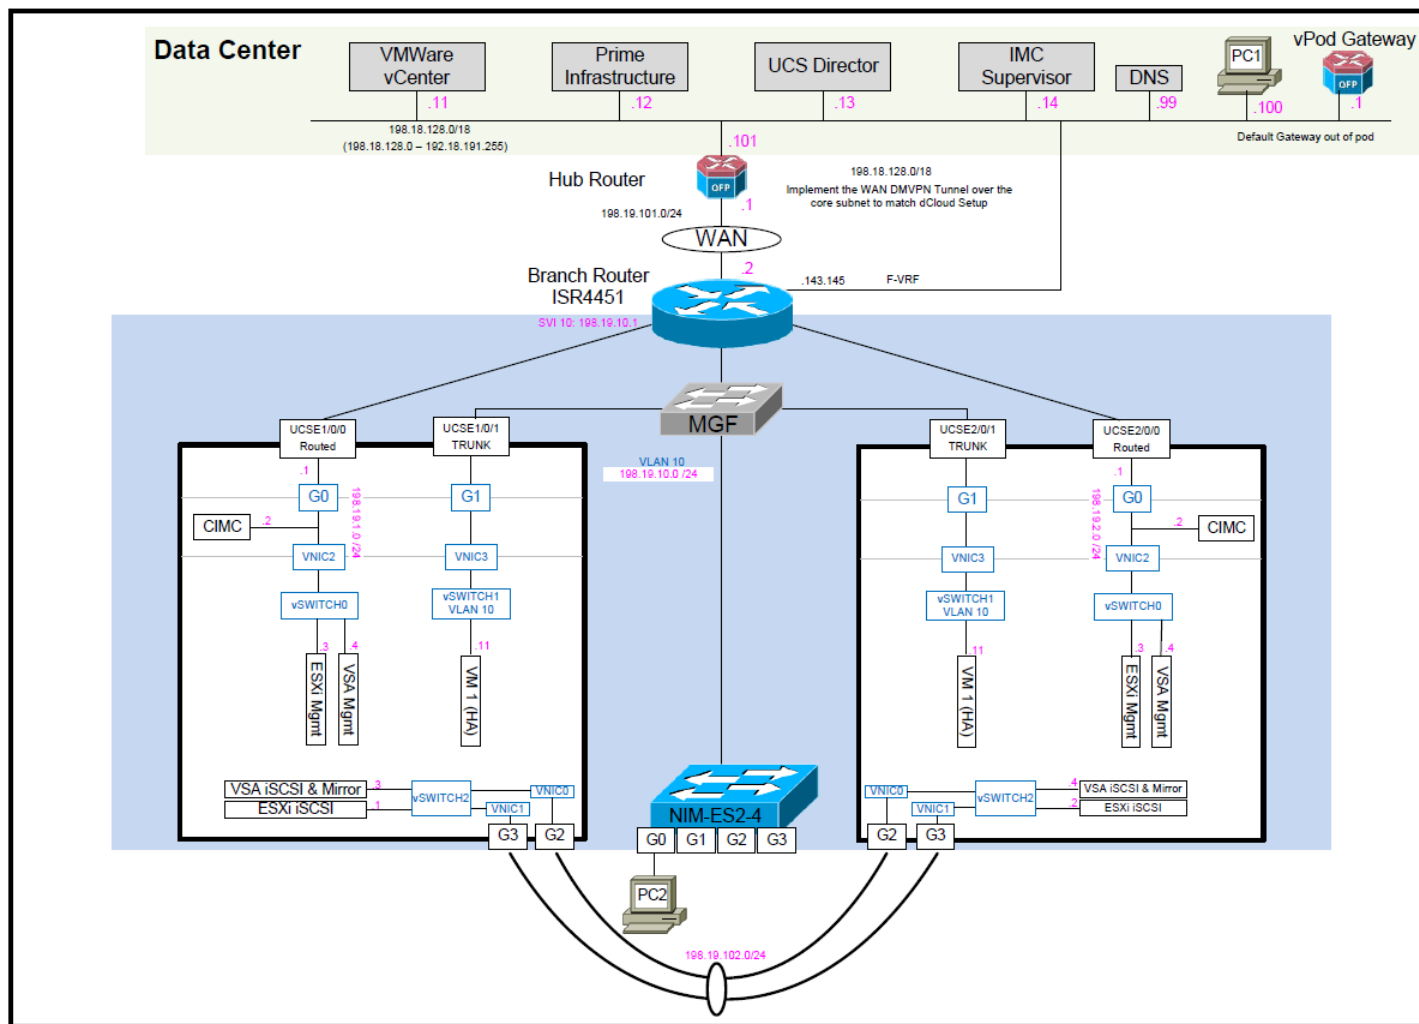 Data Center
VMWare
vCenter
Prime
Infrastructure
UCS Director
IMC
Supervisor
DNS
PC1
vPod Gateway
QFP
.11
.12
.13
.14
.99
.100
.1
198.18.128.0/18
(198.18.128.0 – 192.18.191.255)
Default Gateway out of pod
.101
Hub Router
QFP
198.18.128.0/18
Implement the WAN DMVPN Tunnel over the
core subnet to match dCloud Setup
.1
198.19.101.0/24
WAN
.2
Branch Router
ISR4451
.143.145
F-VRF
SVI 10: 198.19.10.1
MGF
VLAN 10
198.19.10.0 /24
UCSE1/0/0
Routed
UCSE1/0/1
TRUNK
UCSE2/0/1
TRUNK
UCSE2/0/0
Routed
.1
G0
198.19.1.0 /24
G1
CIMC
.2
VNIC2
VNIC3
vSWITCH0
vSWITCH1
VLAN 10
.3
.4
.11
ESXi Mgmt
VSA Mgmt
VM 1 (HA)
VSA iSCSI & Mirror
.3
ESXi iSCSI
.1
vSWITCH2
VNIC0
VNIC1
G3
G2
.1
G1
198.19.2.0 /24
G0
.2
CIMC
VNIC3
VNIC2
vSWITCH1
VLAN 10
vSWITCH0
.11
.3
.4
VM 1 (HA)
ESXi Mgmt
VSA Mgmt
VNIC0
VNIC1
vSWITCH2
.4
VSA iSCSI & Mirror
.2
ESXi iSCSI
G2
G3
NIM-ES2-4
G0
G1
G2
G3
PC2
198.19.102.0/24